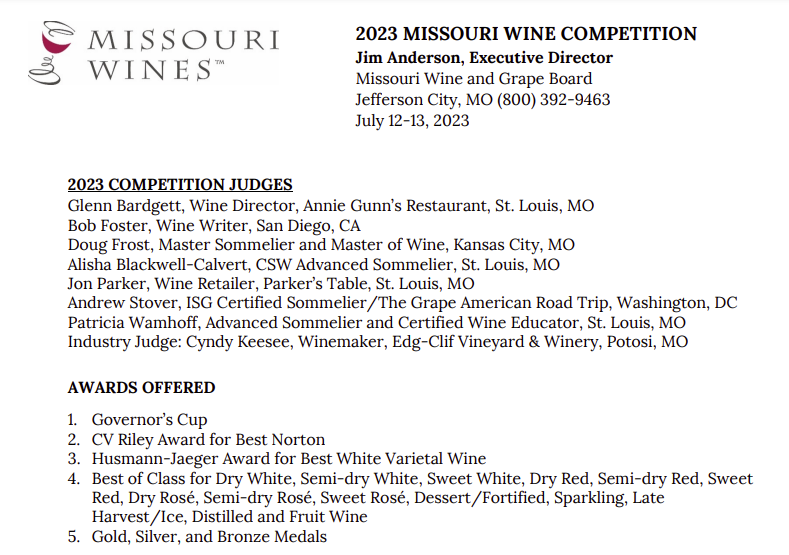 MISSOURI
WINES™
2023 MISSOURI WINE COMPETITION
Jim Anderson, Executive Director
Missouri Wine and Grape Board
Jefferson City, MO (800) 392-9463
July 12-13, 2023
2023 COMPETITION JUDGES
Glenn Bardgett, Wine Director, Annie Gunn's Restaurant, St. Louis, MO
Bob Foster, Wine Writer, San Diego, CA
Doug Frost, Master Sommelier and Master of Wine, Kansas City, MO
Alisha Blackwell-Calvert, CSW Advanced Sommelier, St. Louis, MO
Jon Parker, Wine Retailer, Parker's Table, St. Louis, MO
Andrew Stover, ISG Certified Sommelier/The Grape American Road Trip, Washington, DC
Patricia Wamhoff, Advanced Sommelier and Certified Wine Educator, St. Louis, MO
Industry Judge: Cyndy Keesee, Winemaker, Edg-Clif Vineyard & Winery, Potosi, MO
AWARDS OFFERED
1. Governor's Cup
2. CV Riley Award for Best Norton
3. Husmann-Jaeger Award for Best White Varietal Wine
4. Best of Class for Dry White, Semi-dry White, Sweet White, Dry Red, Semi-dry Red, Sweet
Red, Dry Rosé, Semi-dry Rosé, Sweet Rosé, Dessert/Fortified, Sparkling, Late
Harvest/Ice, Distilled and Fruit Wine
5. Gold, Silver, and Bronze Medals